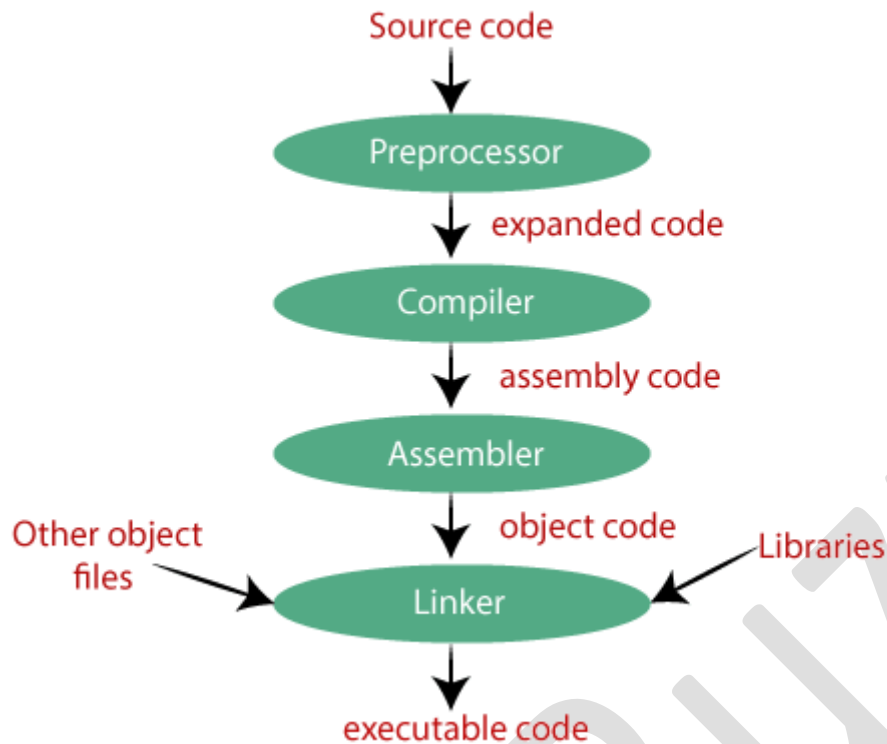 Source code
Preprocessor
expanded code
Compiler
assembly code
Assembler
object code
Other object
files
Libraries
Linker
executable code